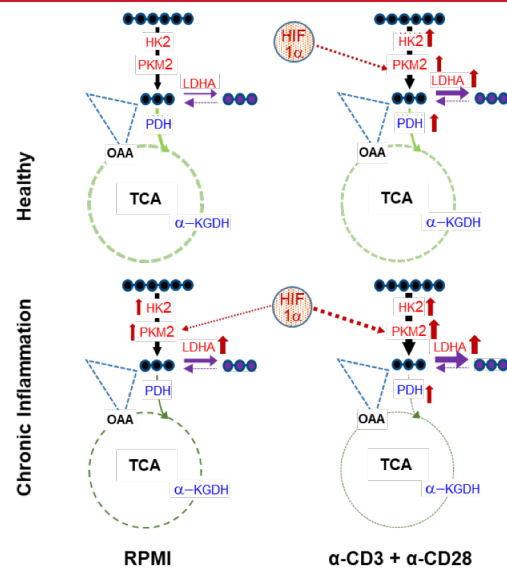 HK2
PKM2
LDHA
PDH
OAA
TCA
α–KGDH
Healthy
HIF
1α
HK2
PKM2
LDHA
PDH
OAA
TCA
α–KGDH
HK2
PKM2
LDHA
PDH
OAA
TCA
α–KGDH
Chronic Inflammation
HIF
1α
HK2
PKM2
LDHA
PDH
OAA
TCA
α–KGDH
RPMI
α-CD3 + α-CD28